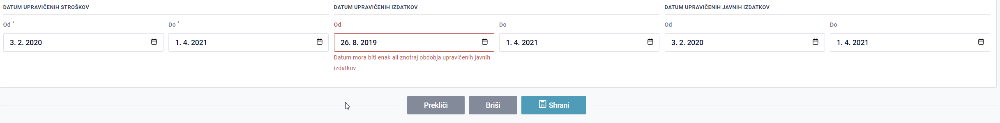 DATUM UPRAVIČENIH STROŠKOV
Od *
Do *
3. 2. 2020
1. 4. 2021
DATUM UPRAVIČENIH IZDATKOV
Od
Do
26. 8. 2019
1. 4. 2021
Datum mora biti enak ali znotraj obdobja upravičenih javnih
izdatkov
DATUM UPRAVIČENIH JAVNIH IZDATKOV
Od
Do
3. 2. 2020
1. 4. 2021
Prekliči
Briši
Shrani